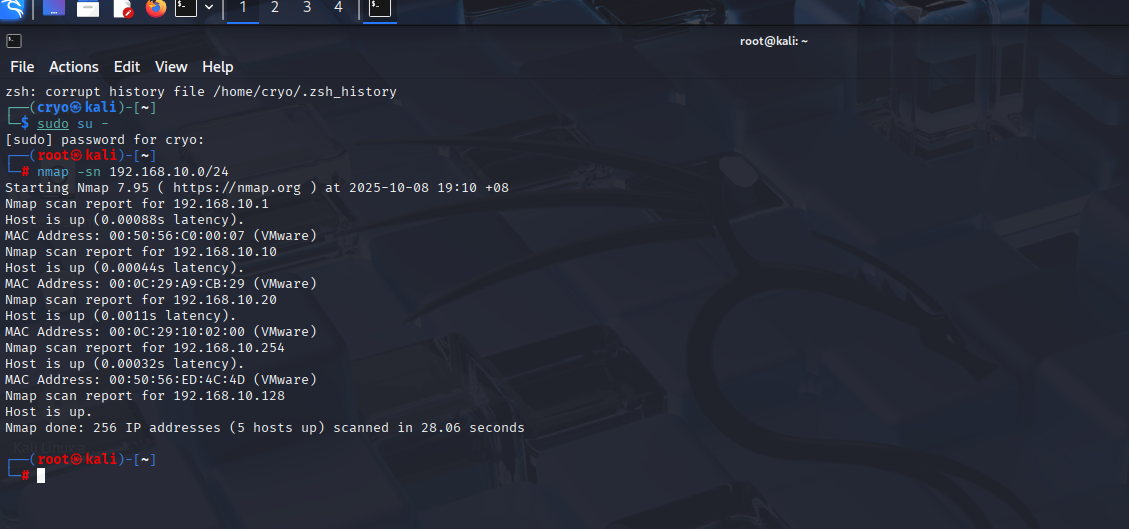 1 2 3 4
root@kali: ~
File Actions Edit View Help
zsh: corrupt history file /home/cryo/.zsh_history
┌──(cryo㉿kali)-[~]
└─$ sudo su -
[sudo] password for cryo:
┌──(root㉿kali)-[~]
└─# nmap -sn 192.168.10.0/24
Starting Nmap 7.95 ( https://nmap.org ) at 2025-10-08 19:10 +08
Nmap scan report for 192.168.10.1
Host is up (0.00088s latency).
MAC Address: 00:50:56:C0:00:07 (VMware)
Nmap scan report for 192.168.10.10
Host is up (0.00044s latency).
MAC Address: 00:0C:29:A9:CB:29 (VMware)
Nmap scan report for 192.168.10.20
Host is up (0.0011s latency).
MAC Address: 00:0C:29:10:02:00 (VMware)
Nmap scan report for 192.168.10.254
Host is up (0.00032s latency).
MAC Address: 00:50:56:ED:4C:4D (VMware)
Nmap scan report for 192.168.10.128
Host is up.
Nmap done: 256 IP addresses (5 hosts up) scanned in 28.06 seconds
┌──(root㉿kali)-[~]
└─#